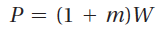 P = (1 + m)W